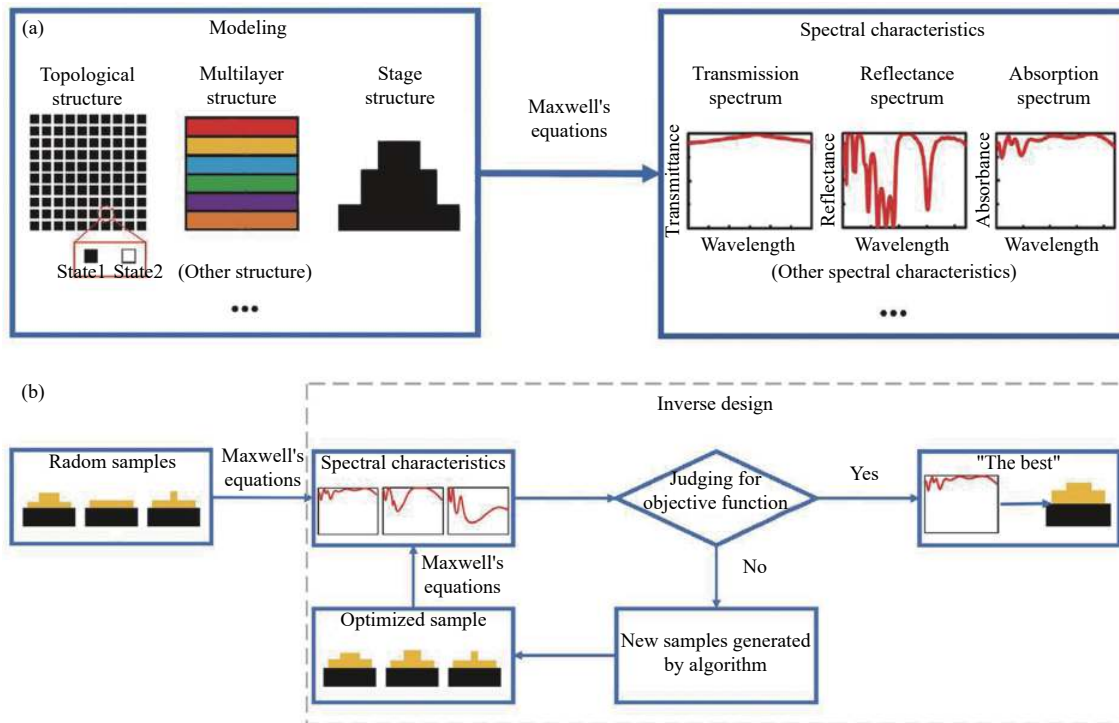 (a)
Modeling
Topological
structure
Multilayer
structure
Stage
structure
State1
State2
(Other structure)
•••
Maxwell's
equations
Spectral characteristics
Transmission
spectrum
Reflectance
spectrum
Absorption
spectrum
Transmittance
Wavelength
Reflectance
Wavelength
Absorbance
Wavelength
(Other spectral characteristics)
•••
(b)
Inverse design
Radom samples
Maxwell's
equations
Spectral characteristics
Judging for
objective function
Yes
"The best"
No
Maxwell's
equations
Optimized sample
New samples generated
by algorithm